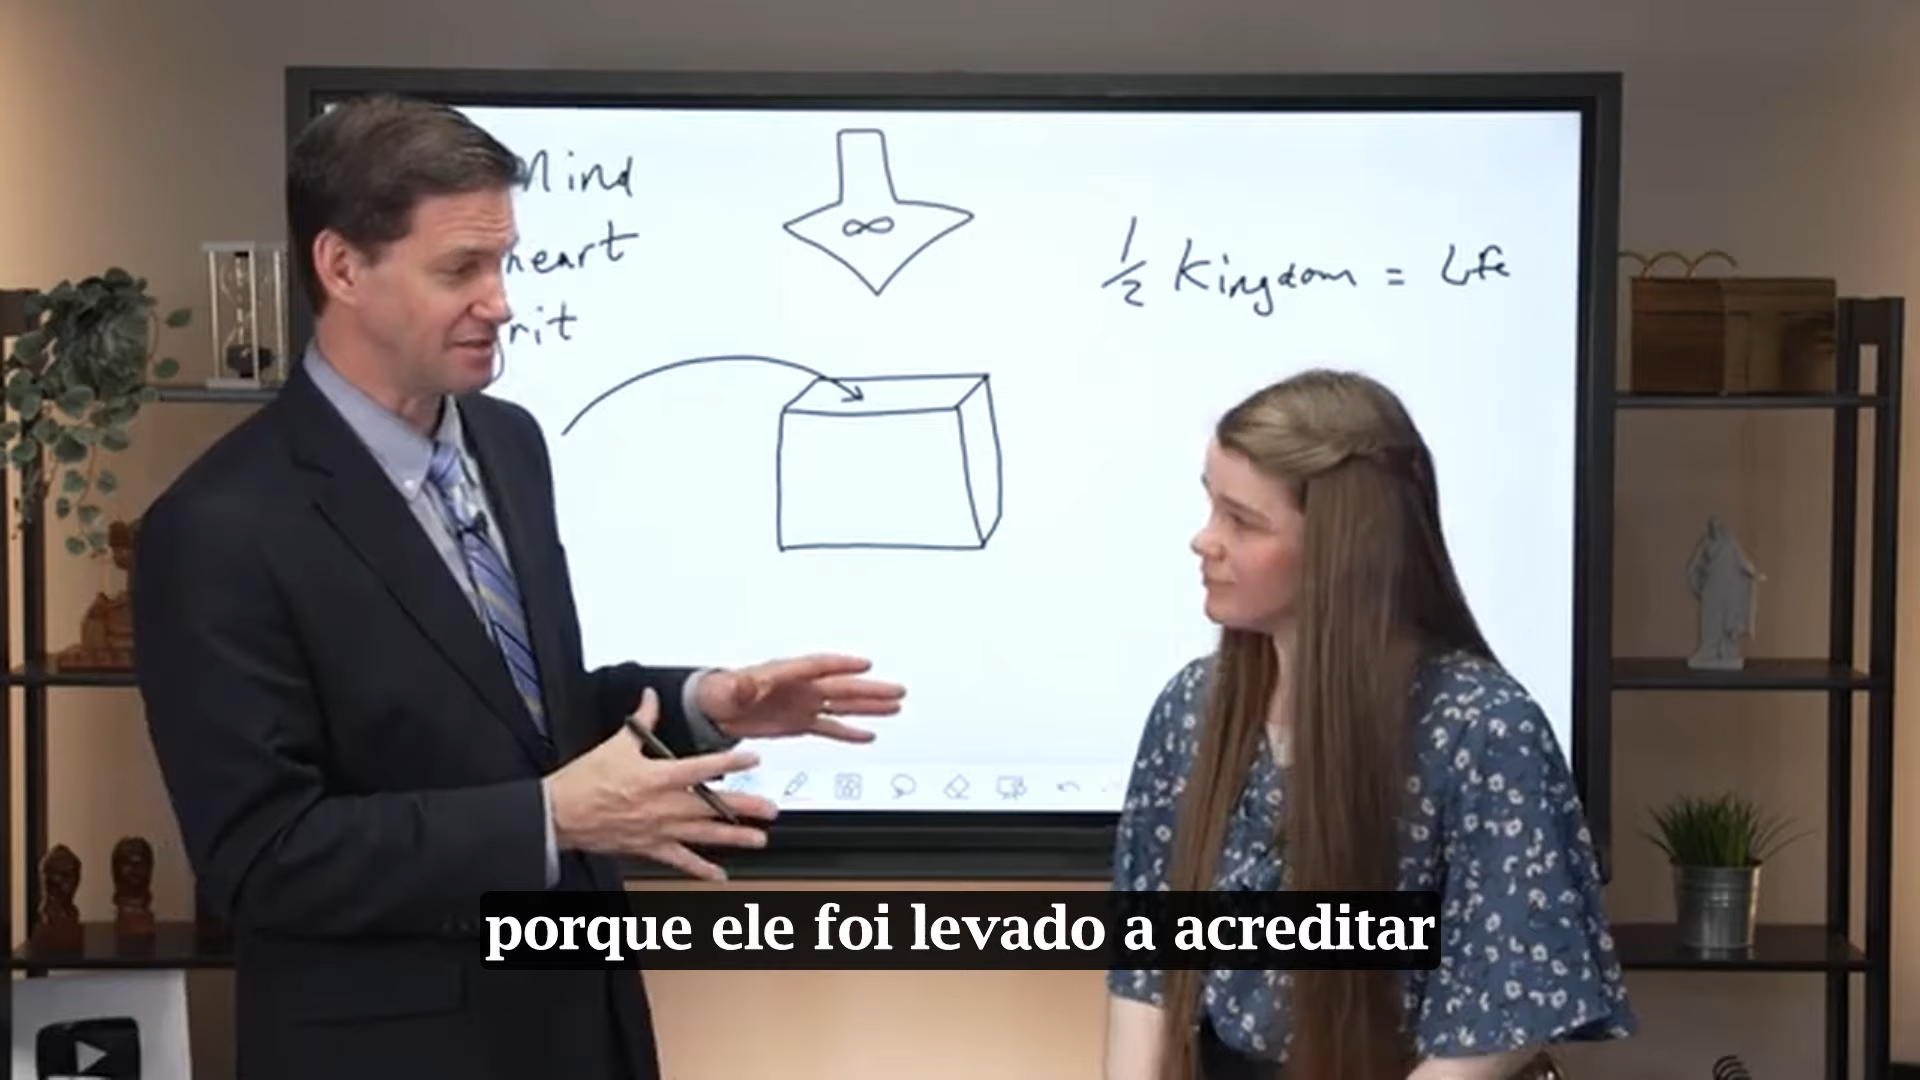 Mind
heart
rit
∞
1/2 Kingdom = Life
porque ele foi levado a acreditar